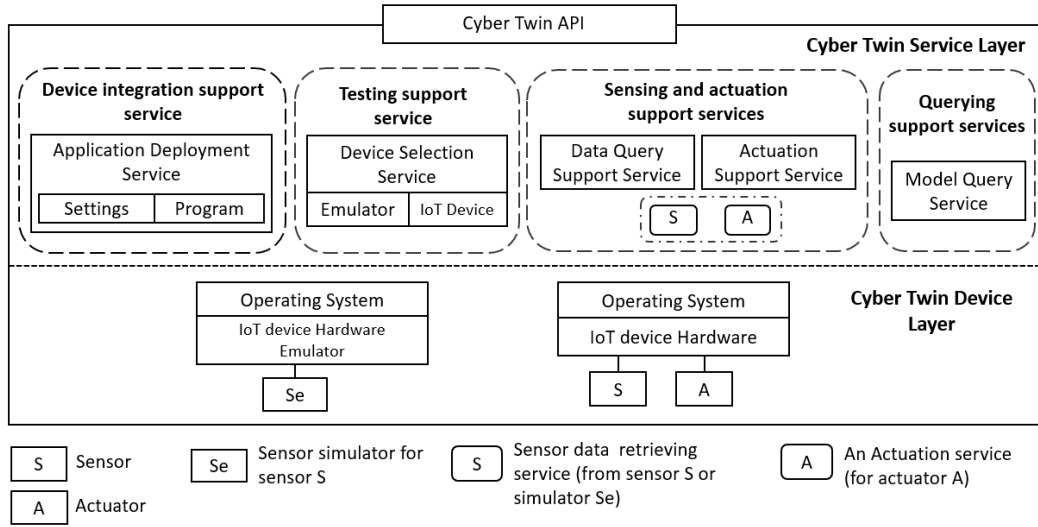 Cyber Twin API
Cyber Twin Service Layer
Device integration support
service
Application Deployment
Service
Settings
Program
Testing support
service
Device Selection
Service
Emulator
IoT Device
Sensing and actuation
support services
Data Query
Support Service
Actuation
Support Service
S
A
Querying
support services
Model Query
Service
Cyber Twin Device
Layer
Operating System
IoT device Hardware
Emulator
Se
Operating System
IoT device Hardware
S
A
S
Sensor
A
Actuator
Se
Sensor simulator for
sensor S
S
Sensor data retrieving
service (from sensor S or
simulator Se)
A
An Actuation service
(for actuator A)